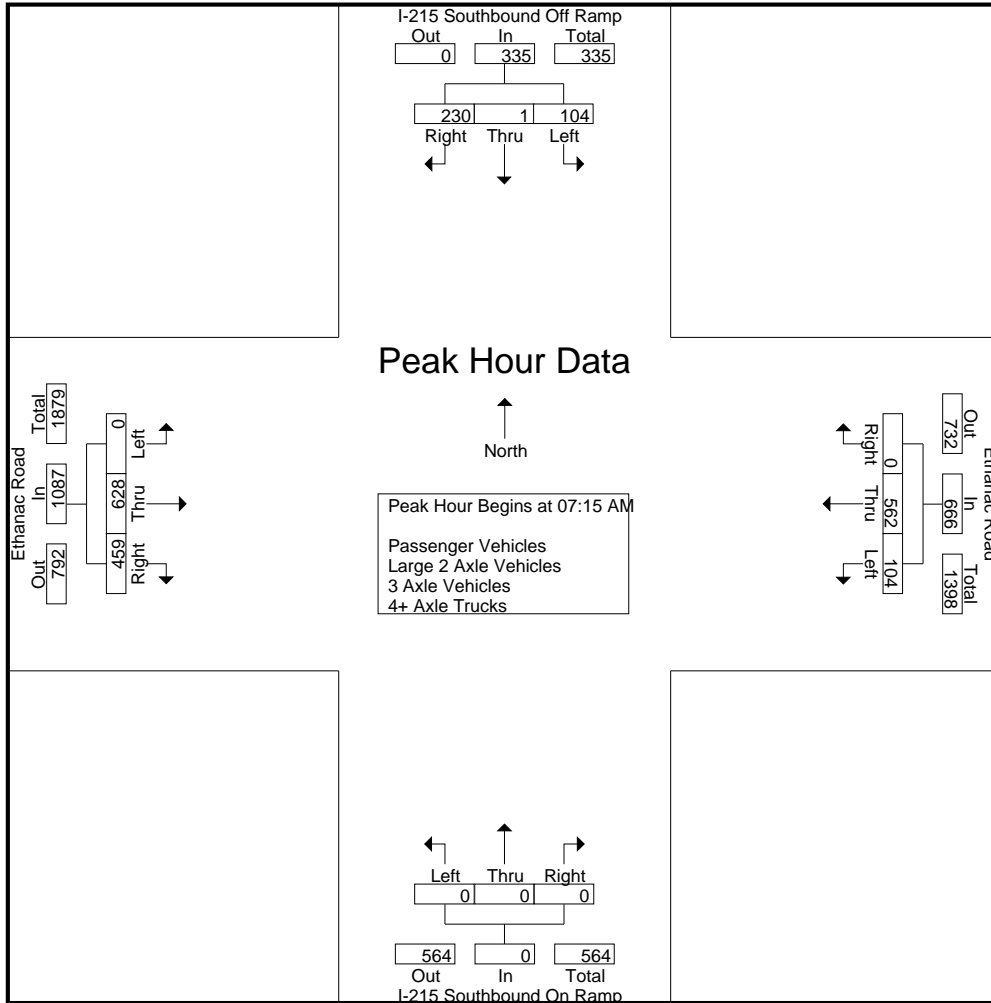 I-215 Southbound Off Ramp
Out In Total
0 335 335
230 1 104
Right Thru Left
Peak Hour Data
North
Peak Hour Begins at 07:15 AM
Passenger Vehicles
Large 2 Axle Vehicles
3 Axle Vehicles
4+ Axle Trucks
Ethanac Road
Out In Total
792 1087 1879
459 628 0
Right Thru Left
Ethanac Road
Out In Total
732 666 1398
0 562 104
Right Thru Left
Left Thru Right
0 0 0
564 0 564
Out In Total
I-215 Southbound On Ramp